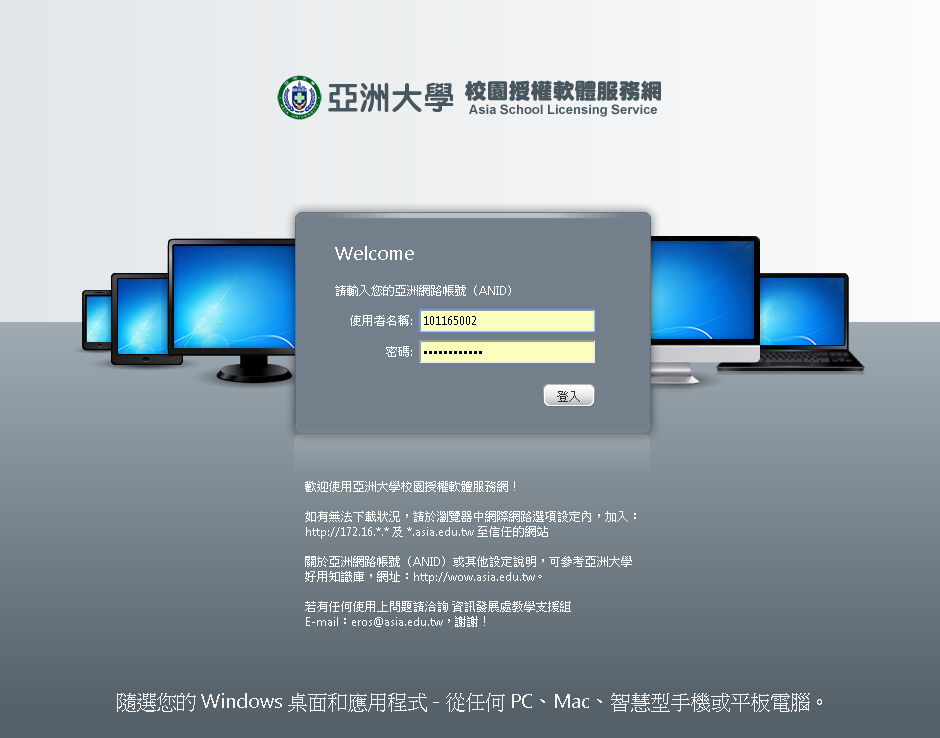 亞洲大學 校園授權軟體服務網
Asia School Licensing Service
Welcome
請輸入您的亞洲網路帳號（ANID）
使用者名稱: 101165002
密碼: ••••••••••••
登入
歡迎使用亞洲大學校園授權軟體服務網！
如有無法下載狀況，請於瀏覽器中網際網路選項設定內，加入：
http://172.16.*.* 及 *.asia.edu.tw 至信任的網站
關於亞洲網路帳號（ANID）或其他設定說明，可參考亞洲大學
好用知識庫，網址：http://wow.asia.edu.tw。
若有任何使用上問題請洽詢 資訊發展處教學支援組
E-mail：eros@asia.edu.tw，謝謝！
隨選您的 Windows 桌面和應用程式 - 從任何 PC、Mac、智慧型手機或平板電腦。